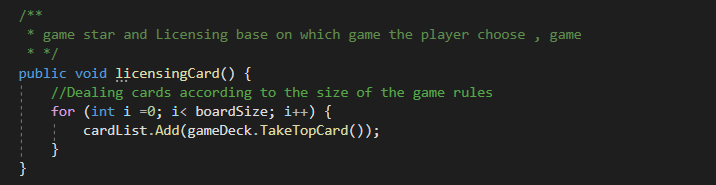 /**
* game star and Licensing base on which game the player choose , game
* */
public void licensingCard() {
//Dealing cards according to the size of the game rules
for (int i =0; i< boardSize; i++) {
cardList.Add(gameDeck.TakeTopCard());
}
}